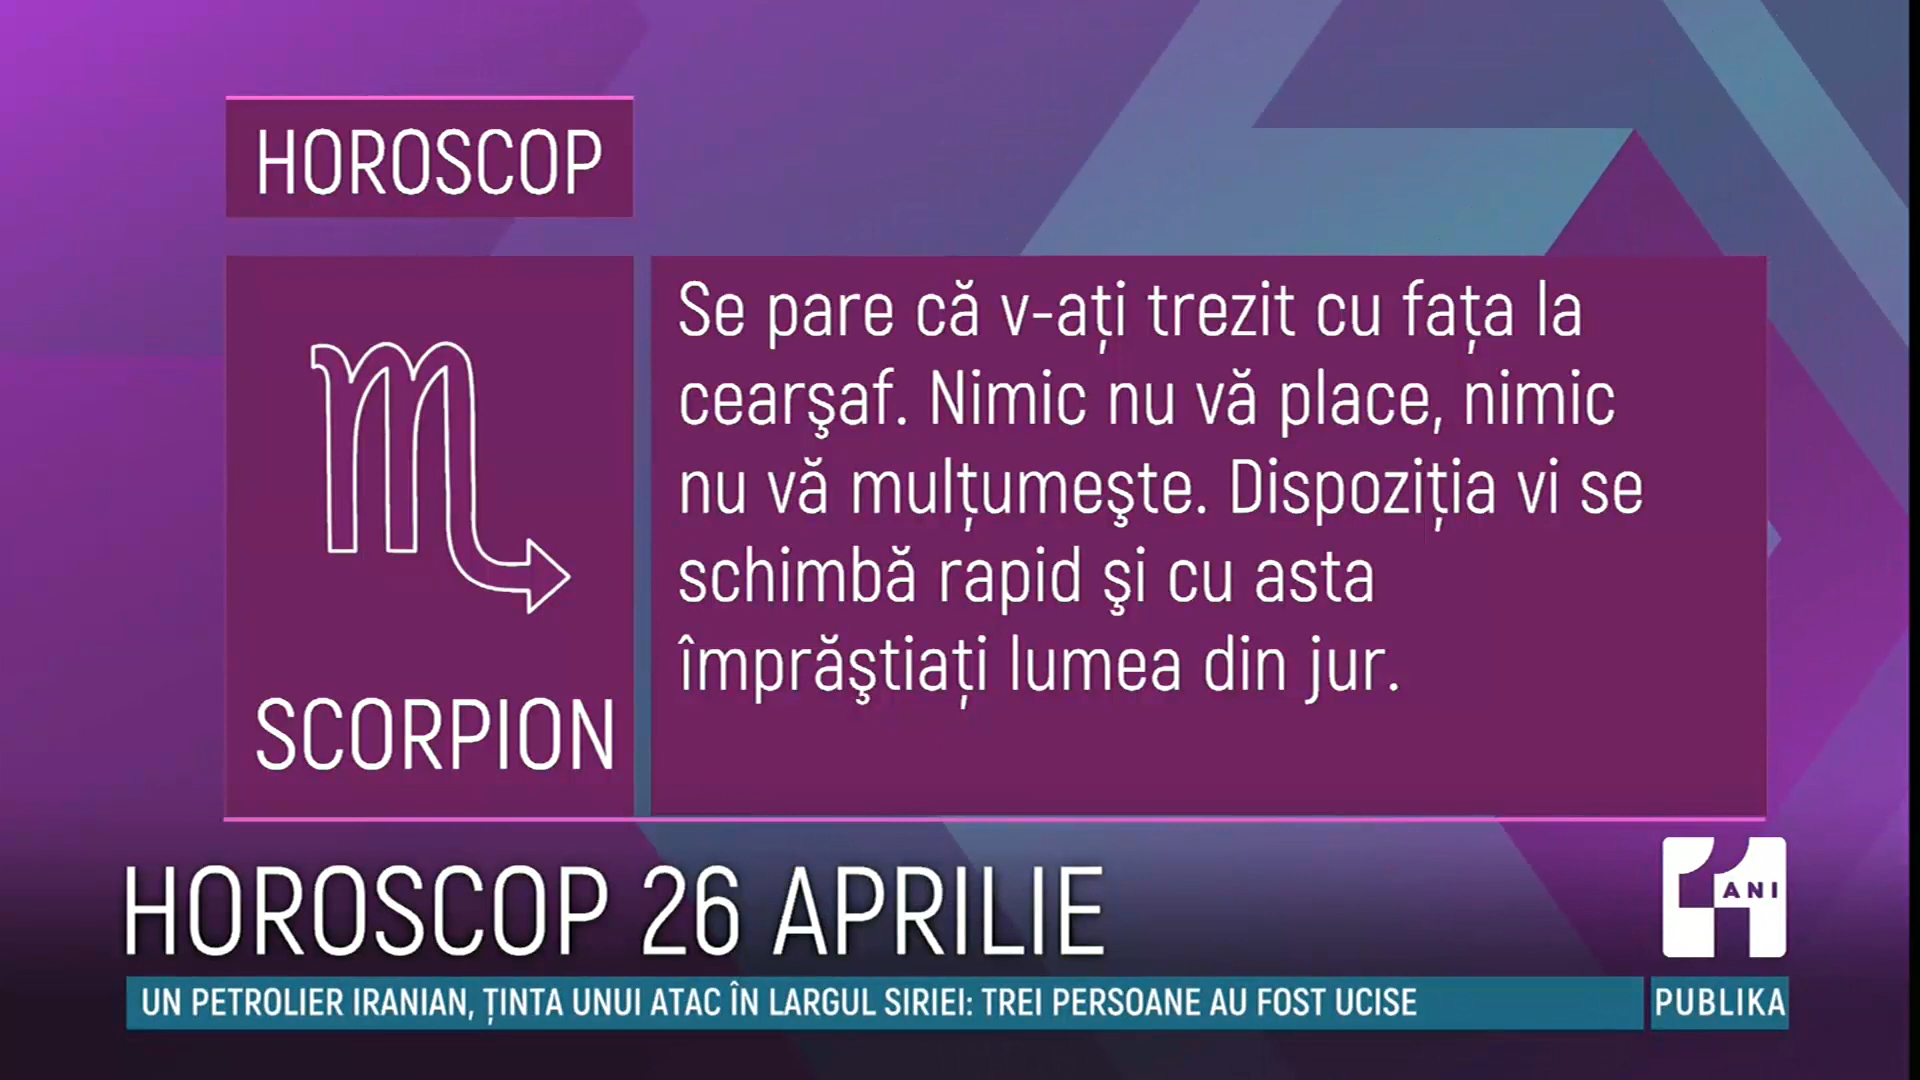 HOROSCOP
SCORPION
Se pare că v-ați trezit cu fața la
cearşaf. Nimic nu vă place, nimic
nu vă mulțumeşte. Dispoziția vi se
schimbă rapid şi cu asta
împrăştiați lumea din jur.
HOROSCOP 26 APRILIE
11 ANI
UN PETROLIER IRANIAN, ȚINTA UNUI ATAC ÎN LARGUL SIRIEI: TREI PERSOANE AU FOST UCISE
PUBLIKA